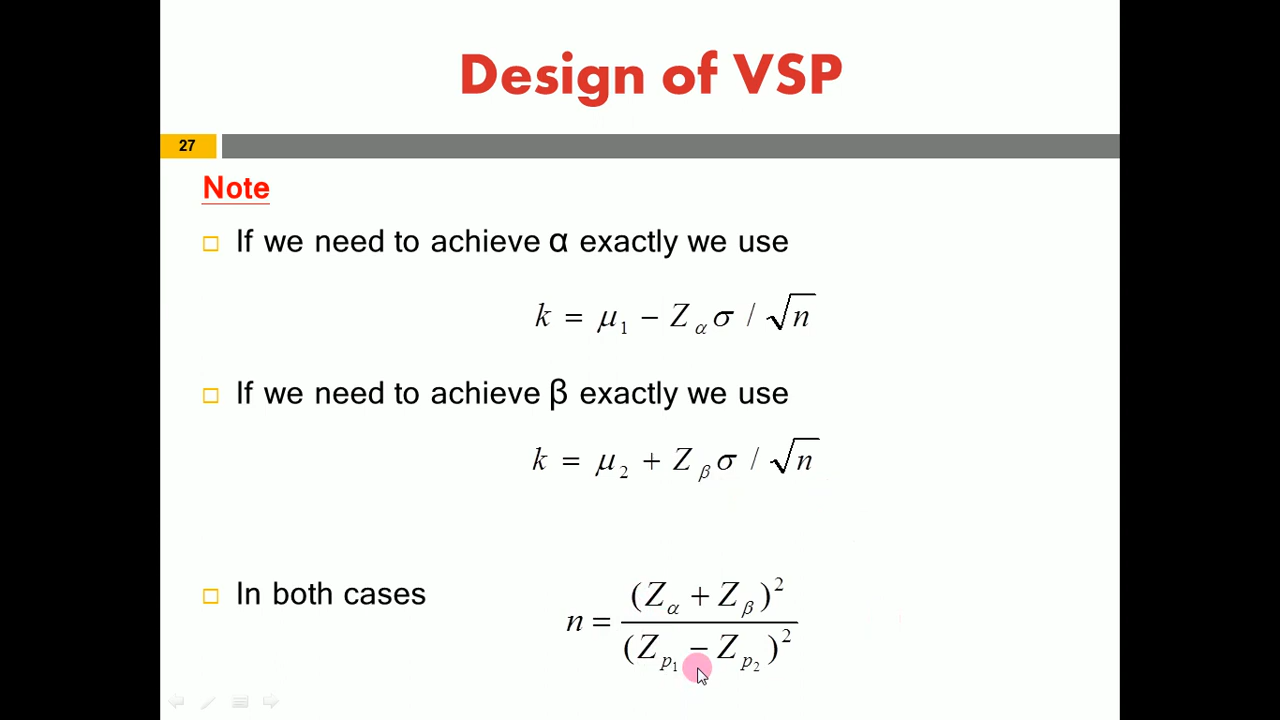 Design of VSP
27
Note
If we need to achieve α exactly we use
k = μ₁ − Z_α σ / √n
If we need to achieve β exactly we use
k = μ₂ + Z_β σ / √n
In both cases
n = (Z_α + Z_β)² / (Z_p₁ − Z_p₂)²